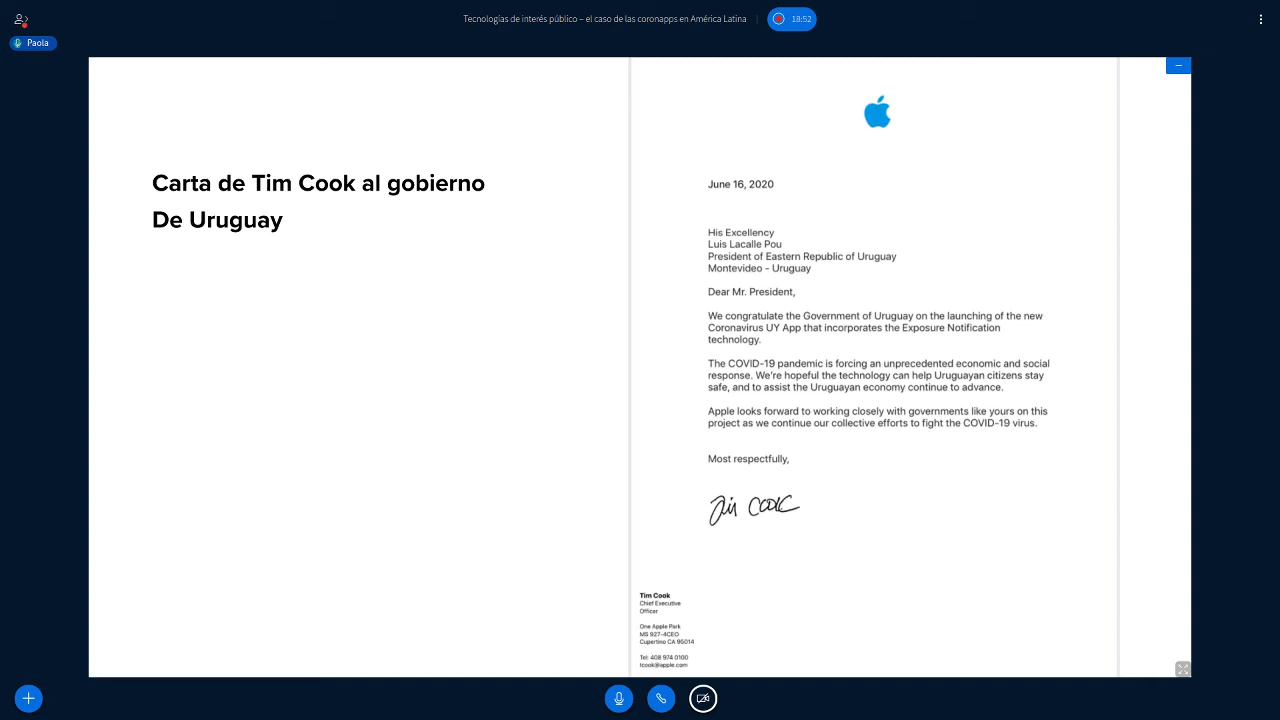 Tecnologías de interés público – el caso de las coronapps en América Latina
18:52
Paola
Carta de Tim Cook al gobierno
De Uruguay
June 16, 2020
His Excellency
Luis Lacalle Pou
President of Eastern Republic of Uruguay
Montevideo - Uruguay
Dear Mr. President,
We congratulate the Government of Uruguay on the launching of the new
Coronavirus UY App that incorporates the Exposure Notification
technology.
The COVID-19 pandemic is forcing an unprecedented economic and social
response. We're hopeful the technology can help Uruguayan citizens stay
safe, and to assist the Uruguayan economy continue to advance.
Apple looks forward to working closely with governments like yours on this
project as we continue our collective efforts to fight the COVID-19 virus.
Most respectfully,
Tim Cook
Tim Cook
Chief Executive
Officer
One Apple Park
MS 927-4CEO
Cupertino CA 95014
Tel: 408 974 0100
tcook@apple.com